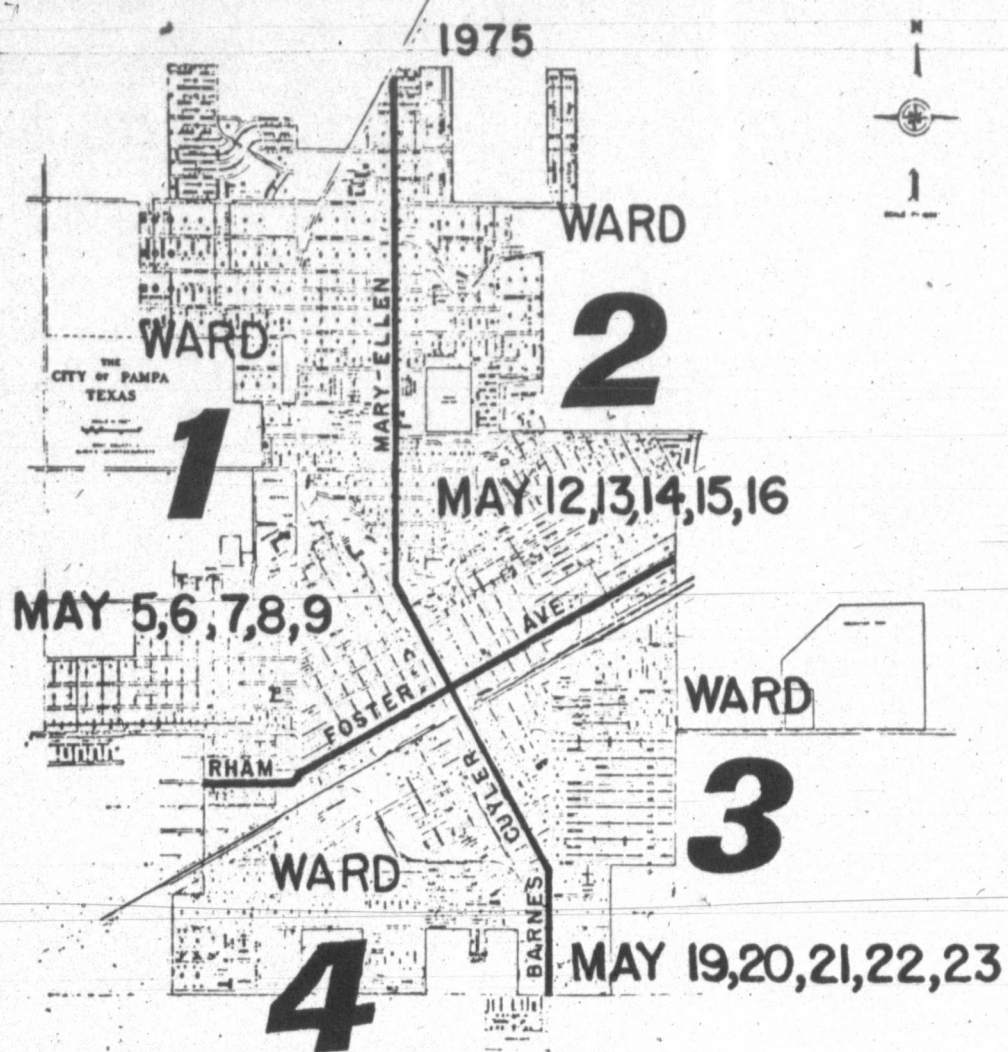 1975
N
WARD
2
MARY-ELLEN
WARD
1
THE
CITY OF PAMPA
TEXAS
MAY 12,13,14,15,16
MAY 5,6,7,8,9
FOSTER AVE.
RHAM
WARD
3
CUYLER
WARD
4
BARNES
MAY 19,20,21,22,23